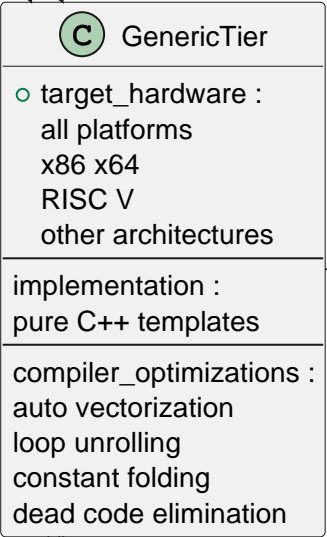 C GenericTier
target_hardware :
all platforms
x86 x64
RISC V
other architectures
implementation :
pure C++ templates
compiler_optimizations :
auto vectorization
loop unrolling
constant folding
dead code elimination